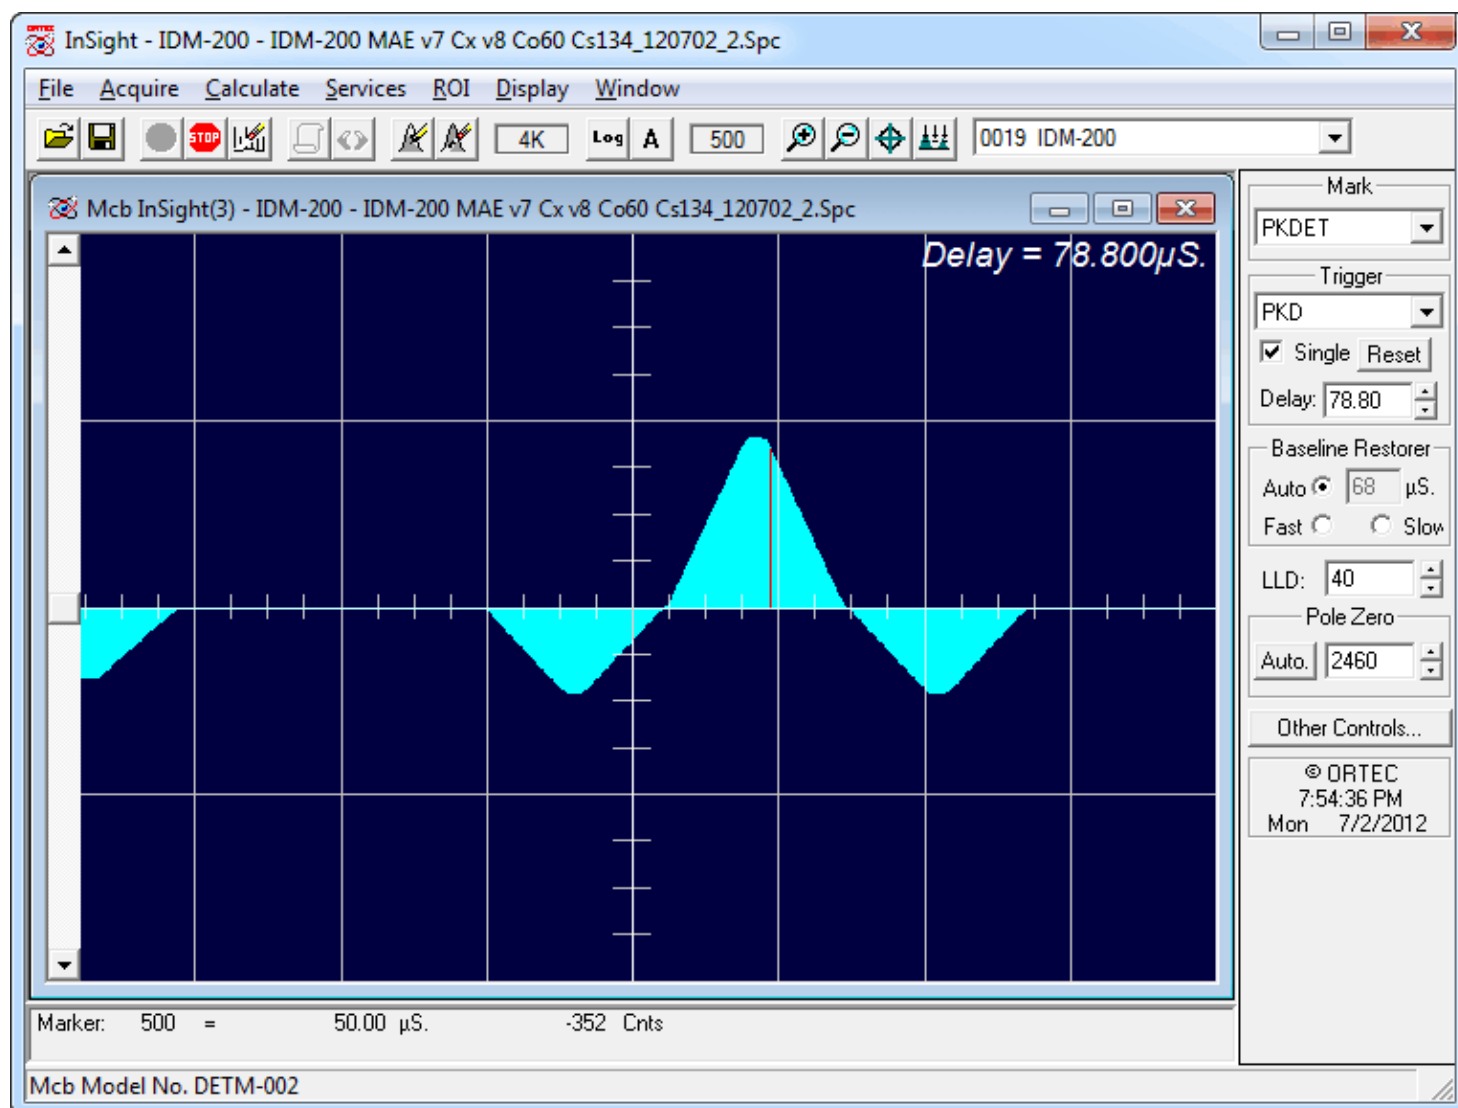 InSight - IDM-200 - IDM-200 MAE v7 Cx v8 Co60 Cs134_120702_2.Spc
File Acquire Calculate Services ROI Display Window
STOP 4K Log A 500 0019 IDM-200
Mcb InSight(3) - IDM-200 - IDM-200 MAE v7 Cx v8 Co60 Cs134_120702_2.Spc
Delay = 78.800µS.
Mark
PKDET
Trigger
PKD
Single Reset
Delay: 78.80
Baseline Restorer
Auto 68 µS.
Fast Slow
LLD: 40
Pole Zero
Auto. 2460
Other Controls...
© ORTEC
7:54:36 PM
Mon 7/2/2012
Marker: 500 = 50.00 µS. -352 Cnts
Mcb Model No. DETM-002